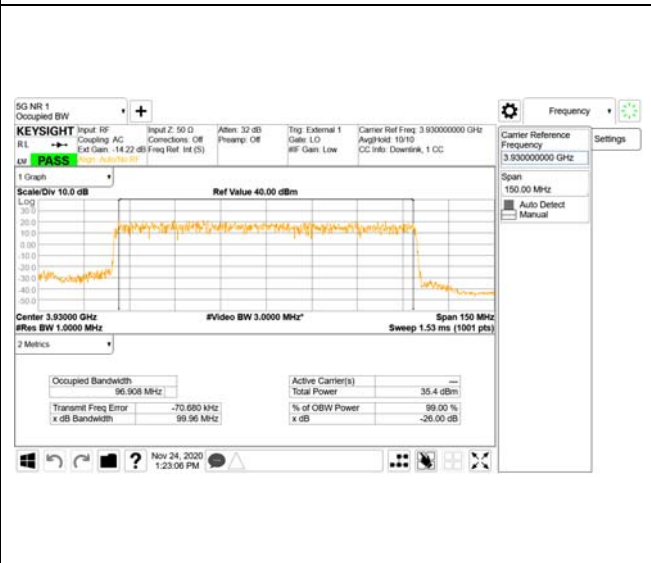 5G NR 1
Occupied BW
Frequency
KEYSIGHT
Input: RF
Input Z: 50 Ω
Atten: 32 dB
Trig: External 1
Carrier Ref Freq: 3.930000000 GHz
Coupling: AC
Corrections: Off
Preamp: Off
Gate: LO
Avg|Hold: 10/10
Ext Gain: -14.22 dB
Freq Ref: Int (S)
#IF Gain: Low
CC Info: Downlink, 1 CC
R L
Align: Auto/No RF
PASS
Carrier Reference
Frequency
3.930000000 GHz
Settings
Span
150.00 MHz
Auto Detect
Manual
1 Graph
Scale/Div 10.0 dB
Ref Value 40.00 dBm
Log
30.0
20.0
10.0
0.00
-10.0
-20.0
-30.0
-40.0
-50.0
Center 3.93000 GHz
#Video BW 3.0000 MHz*
Span 150 MHz
#Res BW 1.0000 MHz
Sweep 1.53 ms (1001 pts)
2 Metrics
Occupied Bandwidth
96.908 MHz
Active Carrier(s)
---
Total Power
35.4 dBm
Transmit Freq Error
-70.680 kHz
% of OBW Power
99.00 %
x dB Bandwidth
99.96 MHz
x dB
-26.00 dB
?
Nov 24, 2020
1:23:06 PM